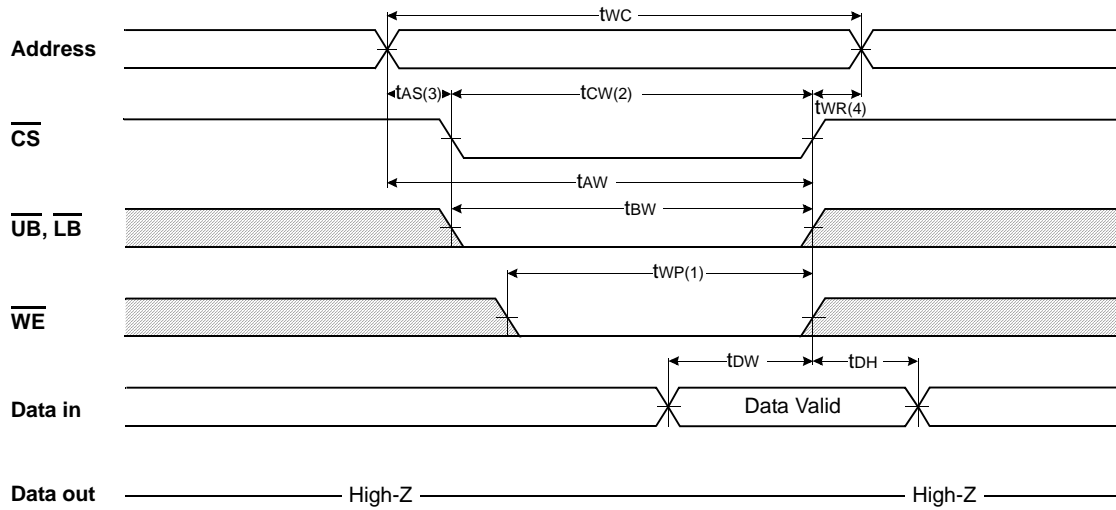 tWC
Address
tAS(3) tCW(2) tWR(4)
CS
tAW
UB, LB
tBW
tWP(1)
WE
tDW tDH
Data in Data Valid
Data out High-Z High-Z